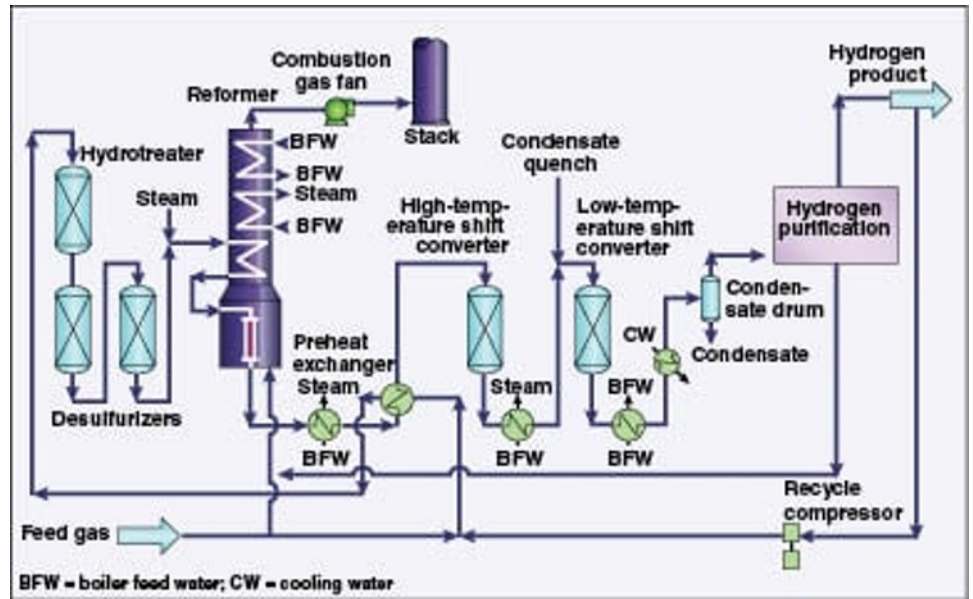 Combustion
gas fan
Reformer
Stack
Hydrogen
product
Hydrotreater
BFW
BFW
Steam
BFW
Steam
Condensate
quench
High-temp-
erature shift
converter
Low-temp-
erature shift
converter
Hydrogen
purification
Conden-
sate drum
Condensate
CW
Preheat
exchanger
Steam
BFW
Steam
BFW
BFW
BFW
Desulfurizers
Recycle
compressor
Feed gas
BFW = boiler feed water; CW = cooling water